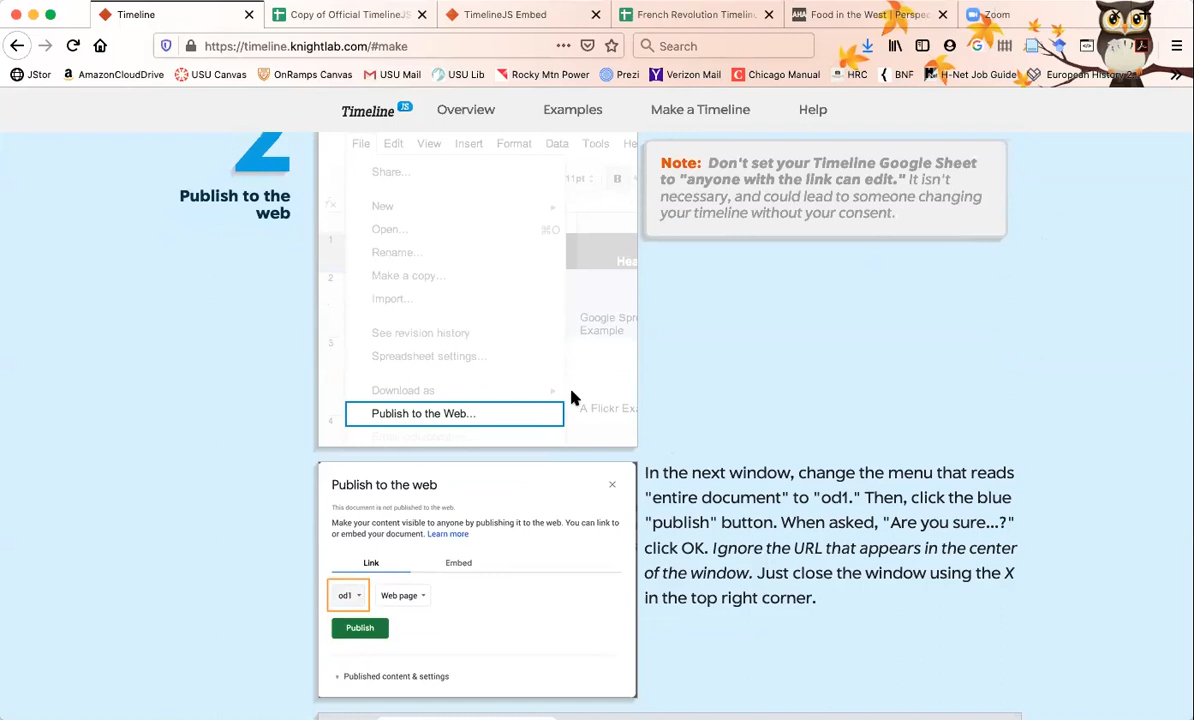 Timeline
Copy of Official TimelineJS
TimelineJS Embed
French Revolution Timeline
AHA Food in the West | Perspec
Zoom
https://timeline.knightlab.com/#make
Search
JStor
AmazonCloudDrive
USU Canvas
OnRamps Canvas
USU Mail
USU Lib
Rocky Mtn Power
Prezi
Verizon Mail
Chicago Manual
HRC
BNF
H-Net Job Guide
European History
Timeline JS
Overview
Examples
Make a Timeline
Help
2
Publish to the
web
File Edit View Insert Format Data Tools He
Share...
11pt
B
New
Open... ⌘O
Rename...
Make a copy...
Import...
See revision history
Spreadsheet settings...
Download as
Publish to the Web...
1
2
3
4
Hea
Google Spre
Example
A Flickr Exa
Note: Don't set your Timeline Google Sheet
to "anyone with the link can edit." It isn't
necessary, and could lead to someone changing
your timeline without your consent.
Publish to the web
This document is not published to the web.
Make your content visible to anyone by publishing it to the web. You can link to
or embed your document. Learn more
Link
Embed
od1
Web page
Publish
Published content & settings
In the next window, change the menu that reads
"entire document" to "od1." Then, click the blue
"publish" button. When asked, "Are you sure...?"
click OK. Ignore the URL that appears in the center
of the window. Just close the window using the X
in the top right corner.